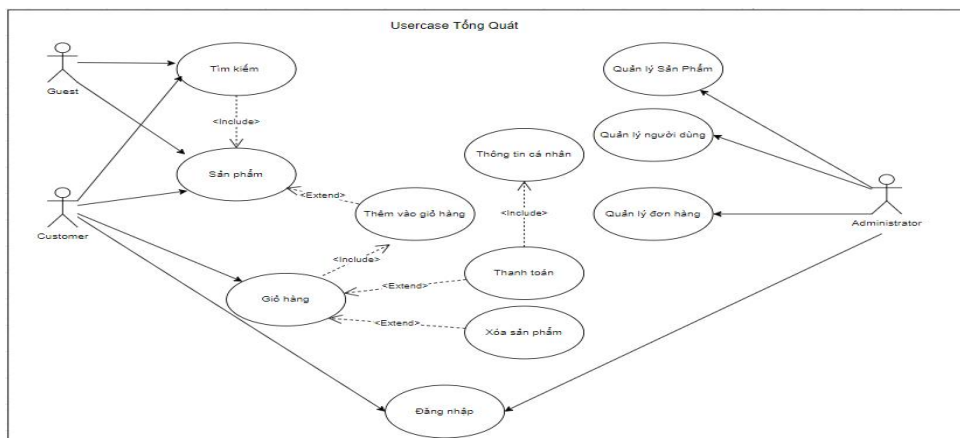 Usercase Tổng Quát
Tìm kiếm
Quản lý Sản Phẩm
Guest
<Include>
Quản lý người dùng
Thông tin cá nhân
Sản phẩm
<Extend>
Thêm vào giỏ hàng
<Include>
Quản lý đơn hàng
Customer
Administrator
<Include>
Thanh toán
<Extend>
Giỏ hàng
<Extend>
Xóa sản phẩm
Đăng nhập